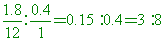 1.8/12 : 0.4/1 = 0.15 : 0.4 = 3 : 8